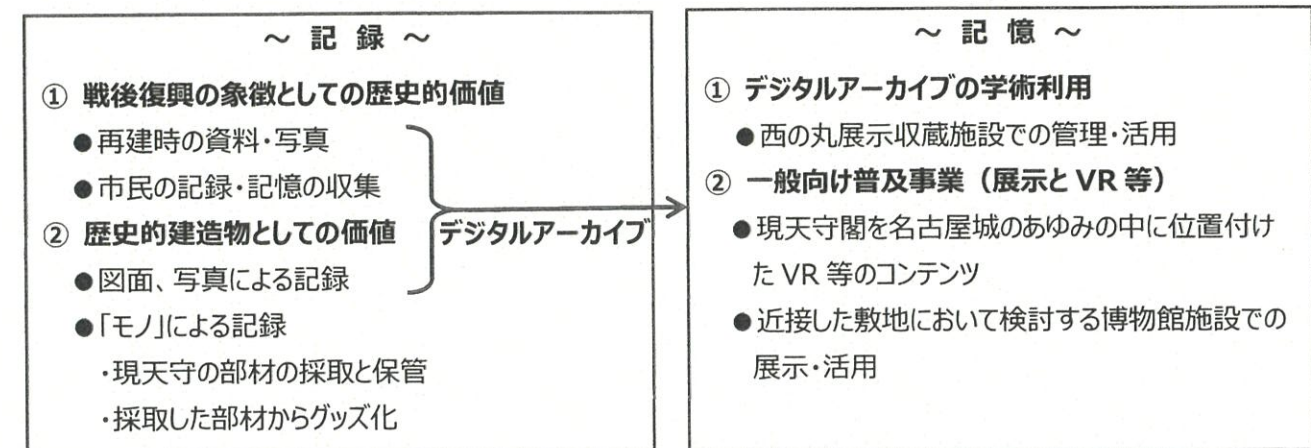 ～ 記 録 ～
① 戦後復興の象徴としての歴史的価値
●再建時の資料・写真
●市民の記録・記憶の収集
② 歴史的建造物としての価値
●図面、写真による記録
●「モノ」による記録
・現天守の部材の採取と保管
・採取した部材からグッズ化
デジタルアーカイブ
～ 記 憶 ～
① デジタルアーカイブの学術利用
●西の丸展示収蔵施設での管理・活用
② 一般向け普及事業（展示と VR 等）
●現天守閣を名古屋城のあゆみの中に位置付け
た VR 等のコンテンツ
●近接した敷地において検討する博物館施設での
展示・活用